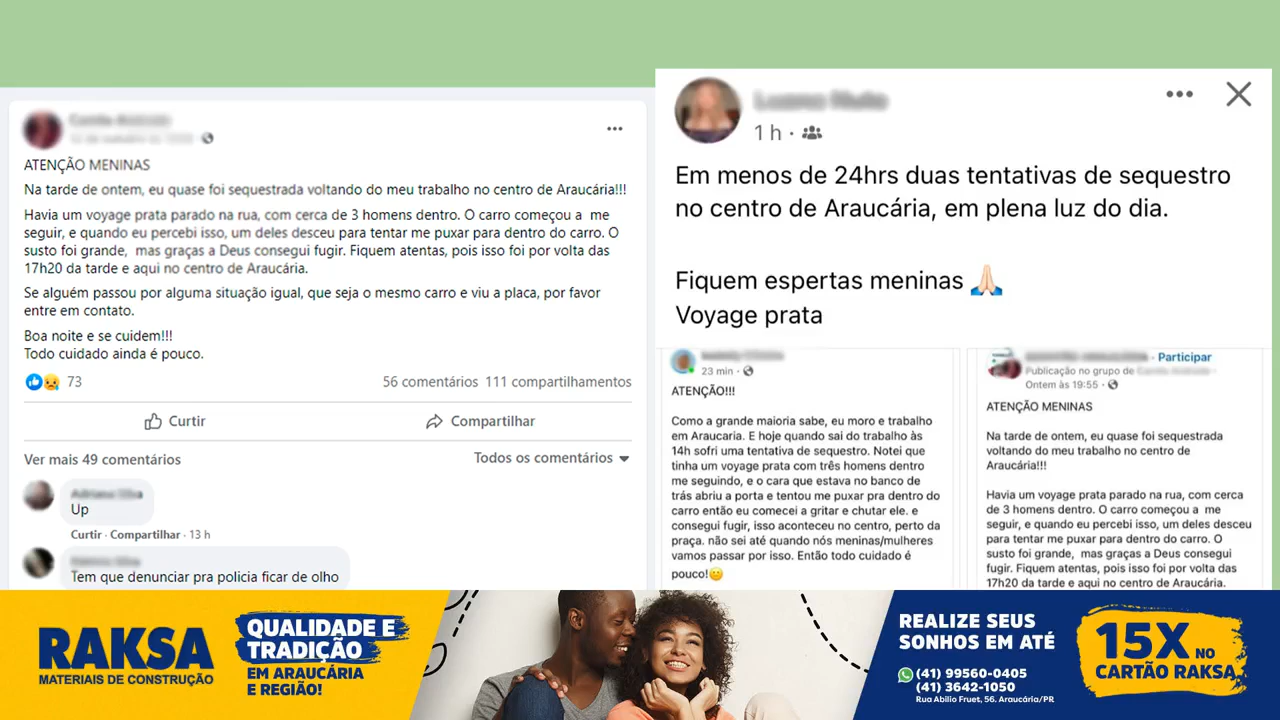 ATENÇÃO MENINAS
Na tarde de ontem, eu quase foi sequestrada voltando do meu trabalho no centro de Araucária!!!
Havia um voyage prata parado na rua, com cerca de 3 homens dentro. O carro começou a  me
seguir, e quando eu percebi isso, um deles desceu para tentar me puxar para dentro do carro. O
susto foi grande,  mas graças a Deus consegui fugir. Fiquem atentas, pois isso foi por volta das
17h20 da tarde e aqui no centro de Araucária.
Se alguém passou por alguma situação igual, que seja o mesmo carro e viu a placa, por favor
entre em contato.
Boa noite e se cuidem!!!
Todo cuidado ainda é pouco.
73
56 comentários 111 compartilhamentos
Curtir
Compartilhar
Ver mais 49 comentários
Todos os comentários
Up
Curtir · Compartilhar · 13 h
Tem que denunciar pra policia ficar de olho
1 h ·
Em menos de 24hrs duas tentativas de sequestro
no centro de Araucária, em plena luz do dia.
Fiquem espertas meninas 🙏🏻
Voyage prata
23 min ·
ATENÇÃO!!!
Como a grande maioria sabe, eu moro e trabalho
em Araucaria. E hoje quando sai do trabalho às
14h sofri uma tentativa de sequestro. Notei que
tinha um voyage prata com três homens dentro
me seguindo, e o cara que estava no banco de
trás abriu a porta e tentou me puxar pra dentro do
carro então eu comecei a gritar e chutar ele. e
consegui fugir, isso aconteceu no centro, perto da
praça. não sei até quando nós meninas/mulheres
vamos passar por isso. Então todo cuidado é
pouco!😕
· Participar
Publicação no grupo de
Ontem às 19:55 ·
ATENÇÃO MENINAS
Na tarde de ontem, eu quase foi sequestrada
voltando do meu trabalho no centro de
Araucária!!!
Havia um voyage prata parado na rua, com cerca
de 3 homens dentro. O carro começou a  me
seguir, e quando eu percebi isso, um deles desceu
para tentar me puxar para dentro do carro. O
susto foi grande,  mas graças a Deus consegui
fugir. Fiquem atentas, pois isso foi por volta das
17h20 da tarde e aqui no centro de Araucária.
RAKSA
MATERIAIS DE CONSTRUÇÃO
QUALIDADE E
TRADIÇÃO
EM ARAUCÁRIA
E REGIÃO!
REALIZE SEUS
SONHOS EM ATÉ
(41) 99560-0405
(41) 3642-1050
Rua Abilio Fruet, 56. Araucária/PR
15X NO
CARTÃO RAKSA